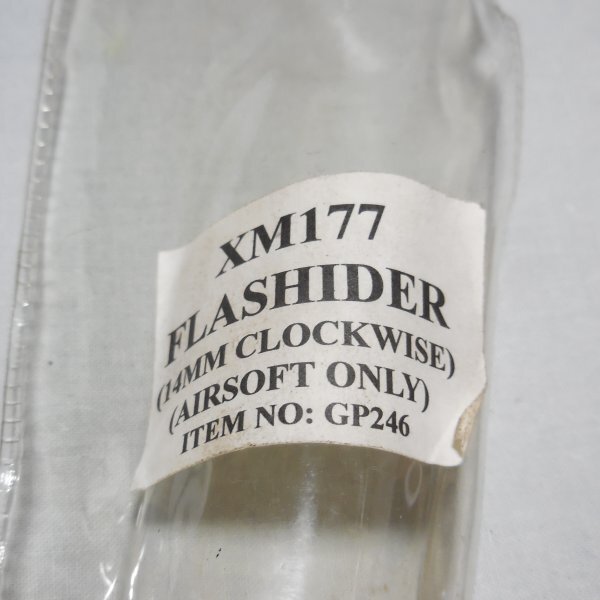 XM177
FLASHIDER
(14MM CLOCKWISE)
(AIRSOFT ONLY)
ITEM NO: GP246